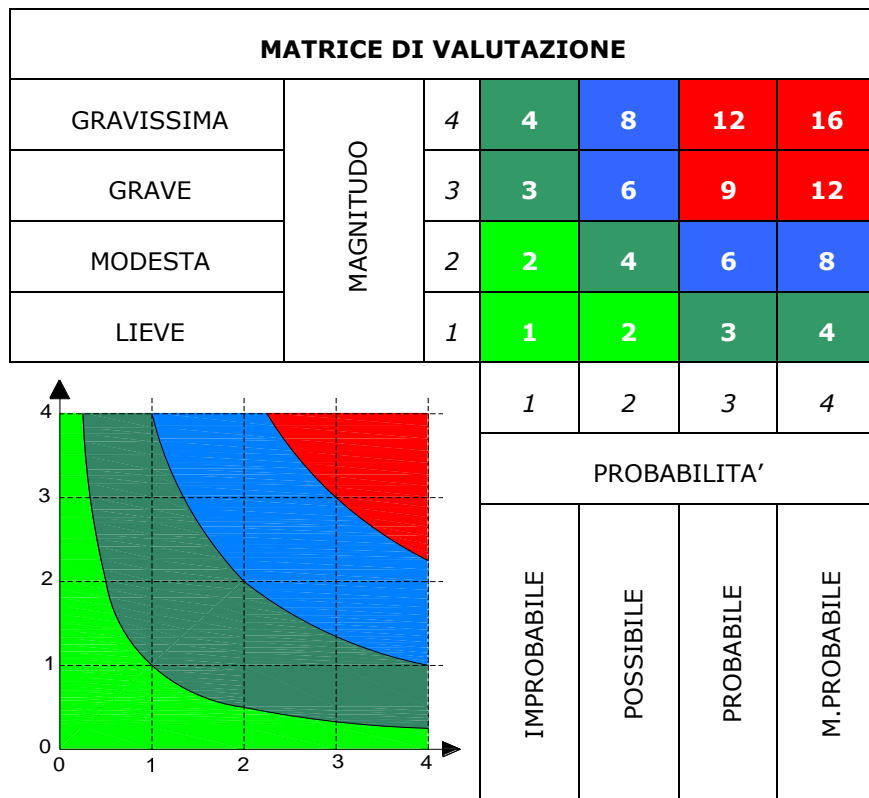 MATRICE DI VALUTAZIONE
GRAVISSIMA 4 4 8 12 16
GRAVE 3 3 6 9 12
MODESTA 2 2 4 6 8
LIEVE 1 1 2 3 4
MAGNITUDO
1 2 3 4
PROBABILITA’
IMPROBABILE
POSSIBILE
PROBABILE
M.PROBABILE
4
3
2
1
0
0 1 2 3 4